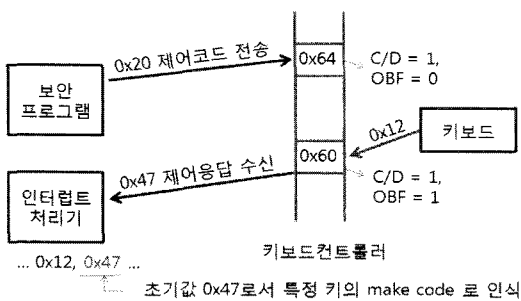 0x20 제어코드 전송
보안
프로그램
0x64
C/D = 1,
OBF = 0
0x12
키보드
0x60
0x47 제어응답 수신
C/D = 1,
OBF = 1
인터럽트
처리기
키보드컨트롤러
... 0x12, 0x47 ...
초기값 0x47로서 특정 키의 make code 로 인식